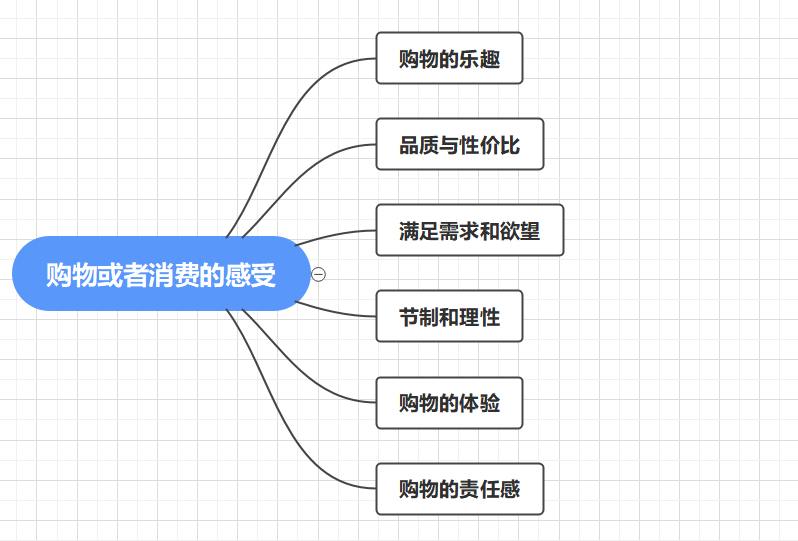 购物的乐趣
品质与性价比
满足需求和欲望
购物或者消费的感受
节制和理性
购物的体验
购物的责任感